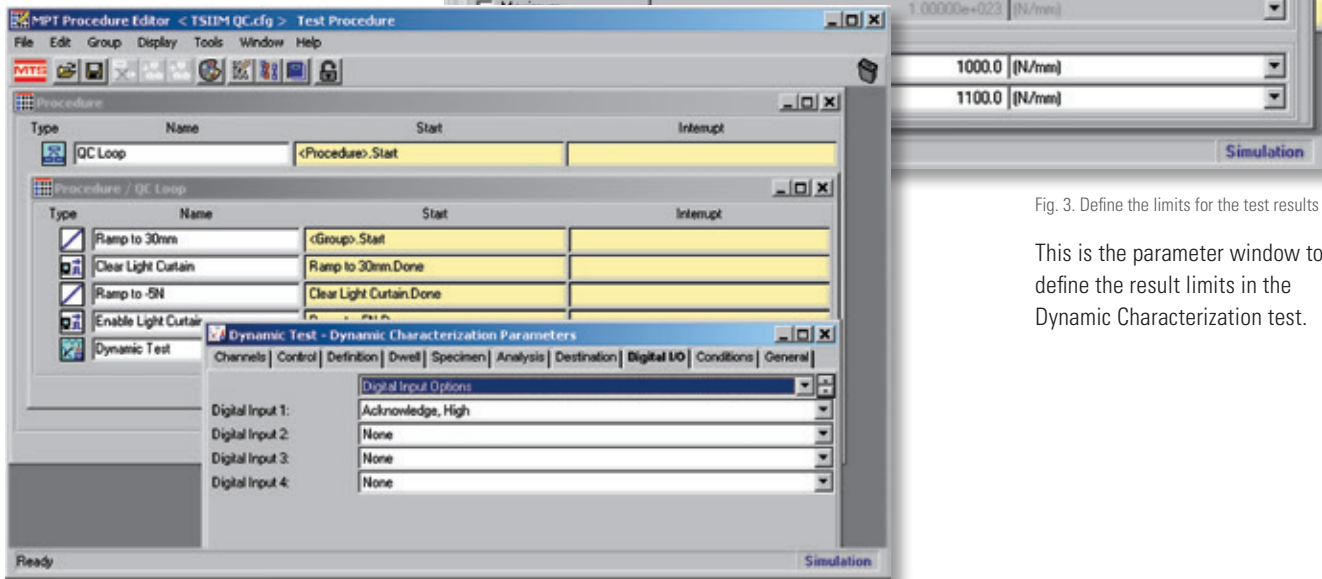 MPT Procedure Editor < TSIIM QC.cfg > Test Procedure
File Edit Group Display Tools Window Help
MTS
Procedure
Type Name Start Interrupt
QC Loop <Procedure>.Start
Procedure / QC Loop
Type Name Start Interrupt
Ramp to 30mm <Group>.Start
Clear Light Curtain Ramp to 30mm.Done
Ramp to -5N Clear Light Curtain.Done
Enable Light Curtain
Dynamic Test
Dynamic Test - Dynamic Characterization Parameters
Channels Control Definition Dwell Specimen Analysis Destination Digital I/O Conditions General
Digital Input Options
Digital Input 1: Acknowledge, High
Digital Input 2: None
Digital Input 3: None
Digital Input 4: None
Ready Simulation
1.00000e+023 (N/mm)
1000.0 (N/mm)
1100.0 (N/mm)
Simulation
Fig. 3. Define the limits for the test results
This is the parameter window to
define the result limits in the
Dynamic Characterization test.